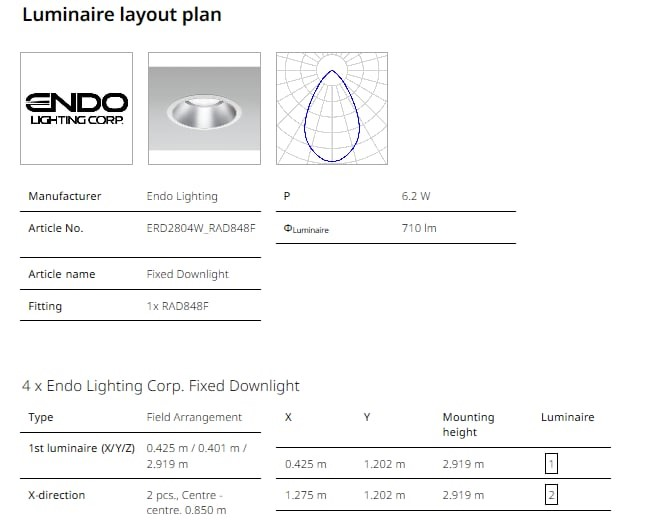 Luminaire layout plan
ENDO
LIGHTING CORP.
Manufacturer Endo Lighting
Article No. ERD2804W_RAD848F
Article name Fixed Downlight
Fitting 1x RAD848F
P 6.2 W
ΦLuminaire 710 lm
4 x Endo Lighting Corp. Fixed Downlight
Type Field Arrangement
1st luminaire (X/Y/Z) 0.425 m / 0.401 m /
2.919 m
X-direction 2 pcs., Centre -
centre, 0.850 m
X Y Mounting Luminaire
height
0.425 m 1.202 m 2.919 m 1
1.275 m 1.202 m 2.919 m 2